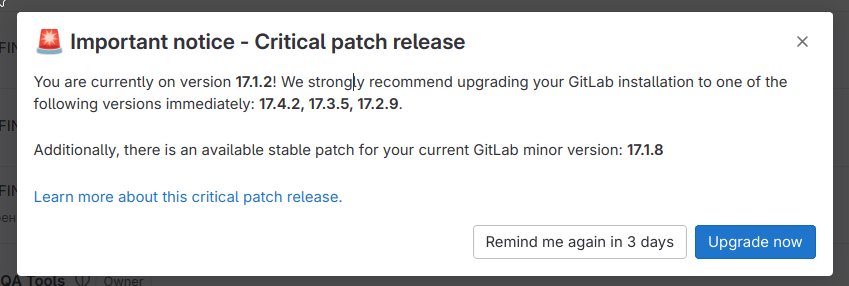 Important notice - Critical patch release
You are currently on version 17.1.2! We strongly recommend upgrading your GitLab installation to one of the
following versions immediately: 17.4.2, 17.3.5, 17.2.9.
Additionally, there is an available stable patch for your current GitLab minor version: 17.1.8
Learn more about this critical patch release.
Remind me again in 3 days
Upgrade now
QA Tools
Owner